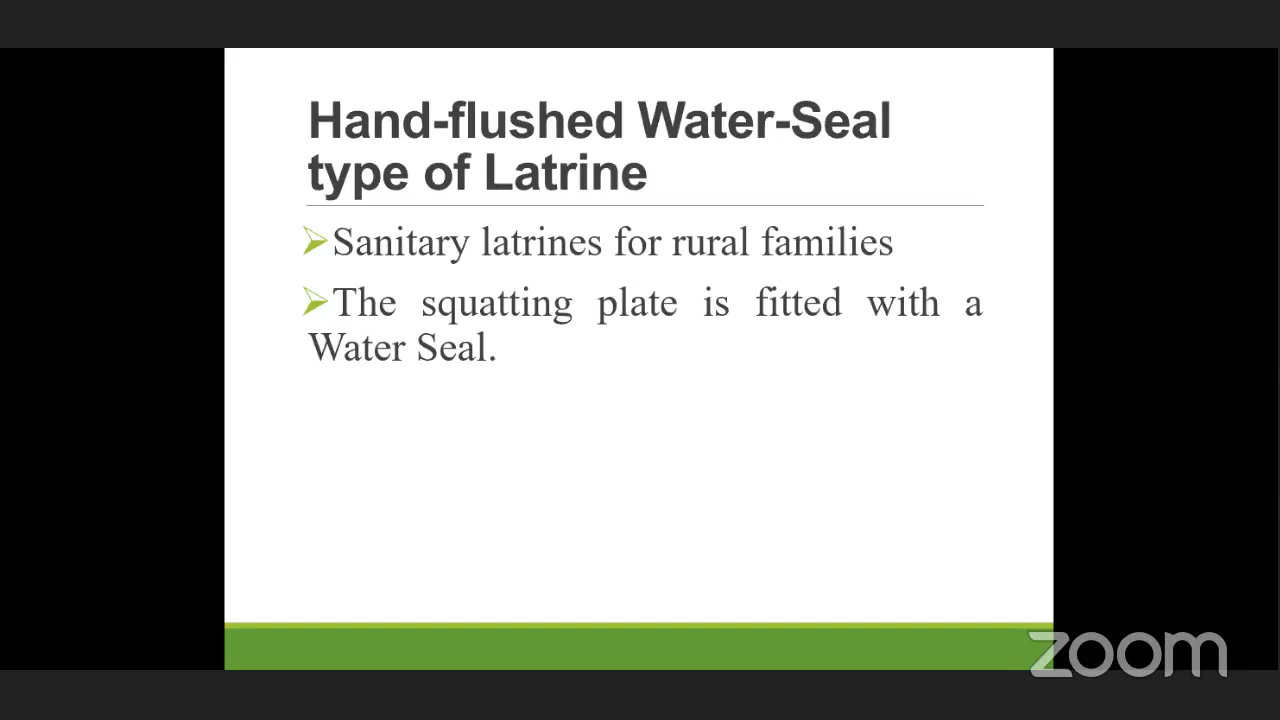 Hand-flushed Water-Seal
type of Latrine
Sanitary latrines for rural families
The squatting plate is fitted with a
Water Seal.
zoom